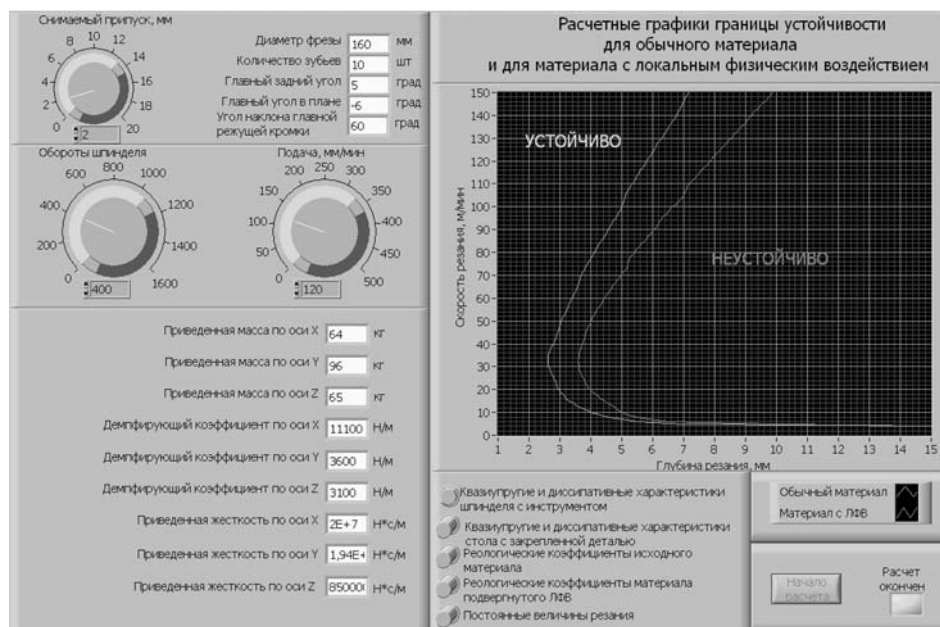 Снимаемый припуск, мм
0
2
4
6
8
10
12
14
16
18
20
2
Диаметр фрезы 160 мм
Количество зубьев 10 шт
Главный задний угол 5 град
Главный угол в плане -6 град
Угол наклона главной
режущей кромки 60 град
Обороты шпинделя
0
200
400
600
800
1000
1200
1400
1600
400
Подача, мм/мин
0
50
100
150
200
250
300
350
400
450
500
120
Приведенная масса по оси X 64 кг
Приведенная масса по оси Y 96 кг
Приведенная масса по оси Z 65 кг
Демпфирующий коэффициент по оси X 11100 Н/м
Демпфирующий коэффициент по оси Y 3600 Н/м
Демпфирующий коэффициент по оси Z 3100 Н/м
Приведенная жесткость по оси X 2E+7 Н*с/м
Приведенная жесткость по оси Y 1,94E+ Н*с/м
Приведенная жесткость по оси Z Н*с/м
Расчетные графики границы устойчивости
для обычного материала
и для материала с локальным физическим воздействием
Скорость резания, м/мин
150
140
130
120
110
100
90
80
70
60
50
40
30
20
10
0
УСТОЙЧИВО
НЕУСТОЙЧИВО
1 2 3 4 5 6 7 8 9 10 11 12 13 14 15
Глубина резания, мм
Квазиупругие и диссипативные характеристики
шпинделя с инструментом
Квазиупругие и диссипативные характеристики
стола с закрепленной деталью
Реологические коэффициенты исходного
материала
Реологические коэффициенты материала
подвергнутого ЛФВ
Постоянные величины резания
Обычный материал
Материал с ЛФВ
Начало
расчета
Расчет
окончен